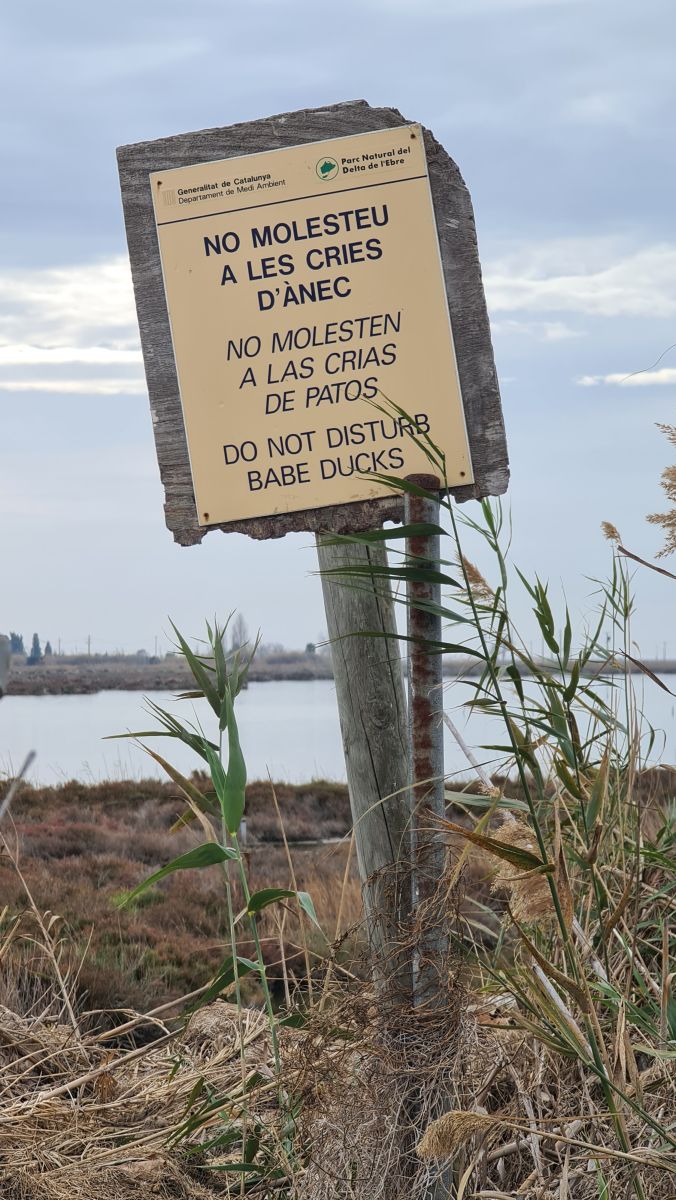 Generalitat de Catalunya
Departament de Medi Ambient
Parc Natural del
Delta de l'Ebre
NO MOLESTEU
A LES CRIES
D'ÀNEC
NO MOLESTEN
A LAS CRIAS
DE PATOS
DO NOT DISTURB
BABE DUCKS